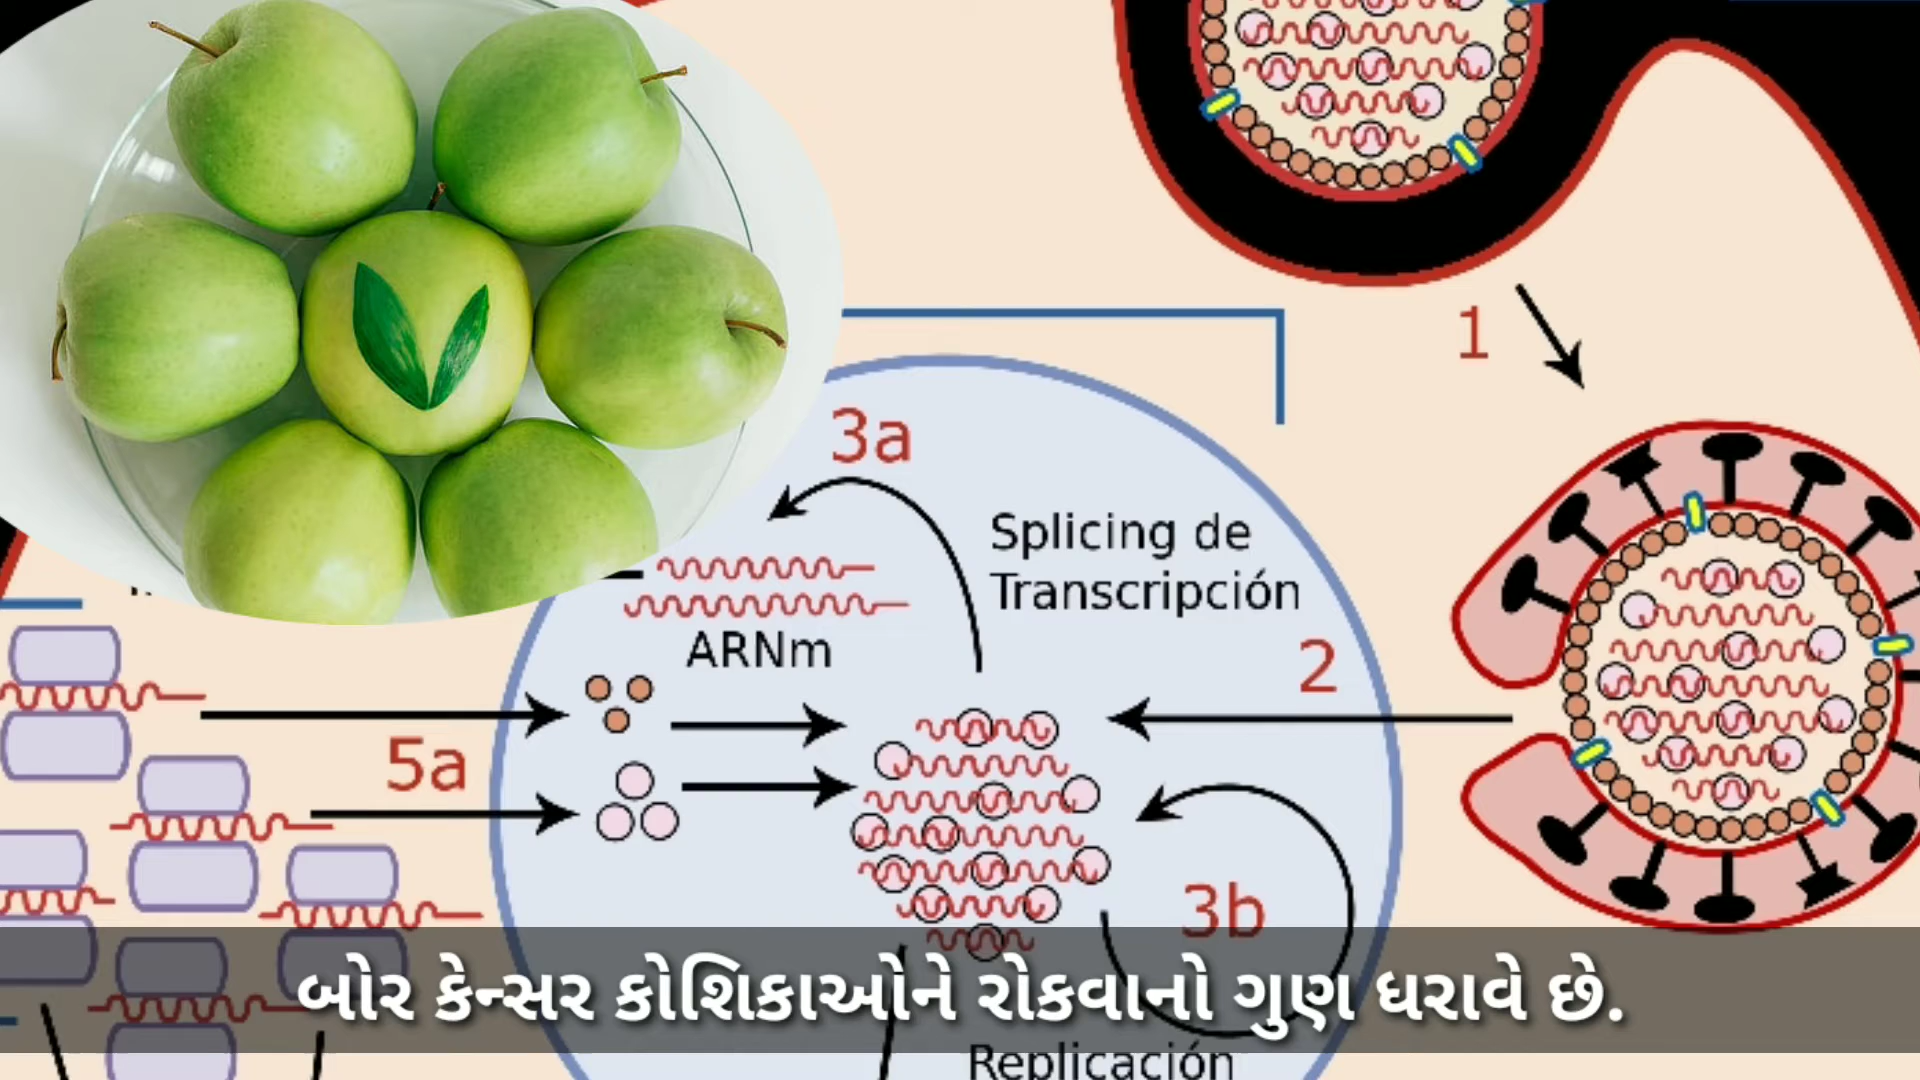 1
3a
Splicing de
Transcripción
ARNm
2
5a
3b
બોર કેન્સર કોશિકાઓને રોકવાનો ગુણ ધરાવે છે.
Replicación